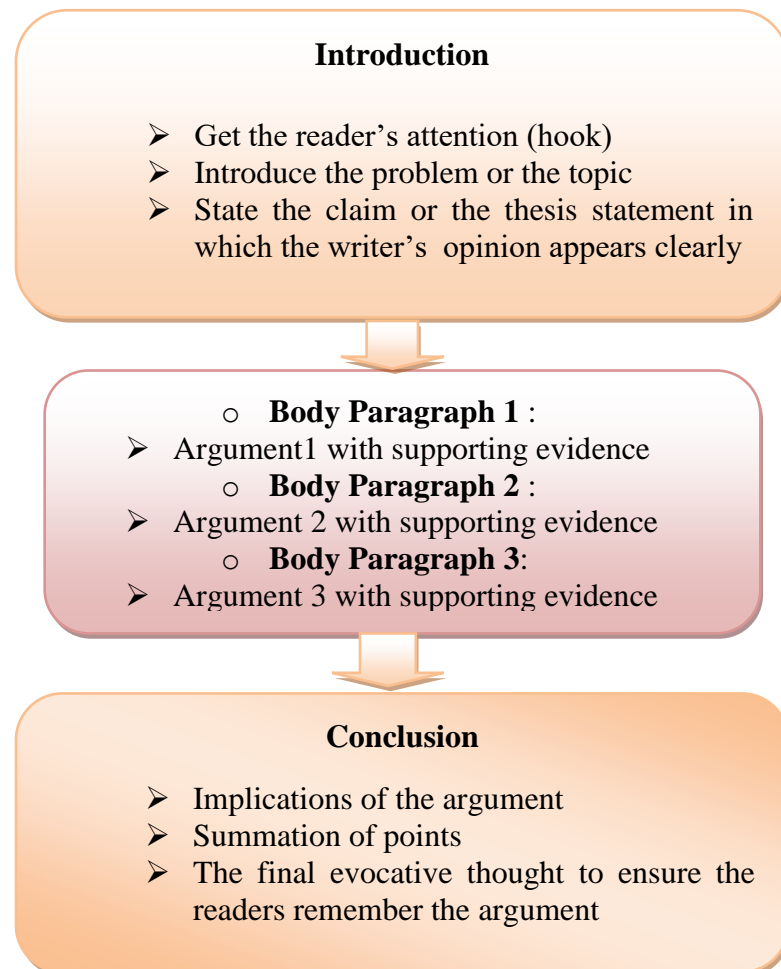 Introduction
➢ Get the reader’s attention (hook)
➢ Introduce the problem or the topic
➢ State the claim or the thesis statement in
which the writer’s opinion appears clearly
o Body Paragraph 1 :
➢ Argument1 with supporting evidence
o Body Paragraph 2 :
➢ Argument 2 with supporting evidence
o Body Paragraph 3:
➢ Argument 3 with supporting evidence
Conclusion
➢ Implications of the argument
➢ Summation of points
➢ The final evocative thought to ensure the
readers remember the argument